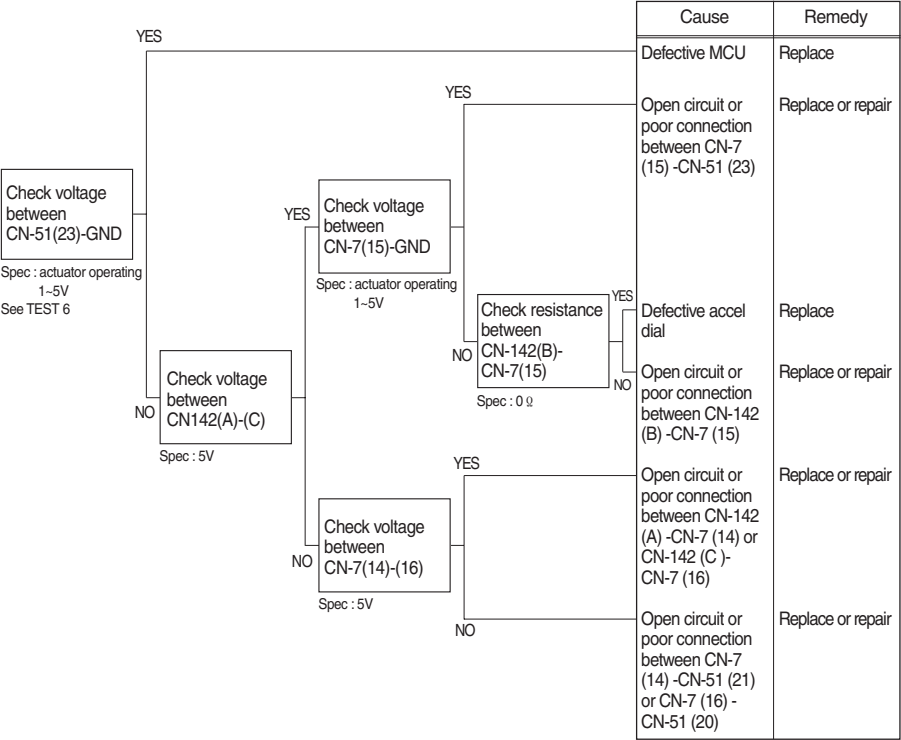 Cause
Remedy
YES
Defective MCU
Replace
YES
Open circuit or
poor connection
between CN-7
(15) -CN-51 (23)
Replace or repair
Check voltage
between
CN-51(23)-GND
Spec : actuator operating
1~5V
See TEST 6
YES
Check voltage
between
CN-7(15)-GND
Spec : actuator operating
1~5V
NO
Check resistance
between
CN-142(B)-
CN-7(15)
Spec : 0 Ω
YES
Defective accel
dial
Replace
NO
Open circuit or
poor connection
between CN-142
(B) -CN-7 (15)
Replace or repair
NO
Check voltage
between
CN142(A)-(C)
Spec : 5V
YES
Open circuit or
poor connection
between CN-142
(A) -CN-7 (14) or
CN-142 (C )-
CN-7 (16)
Replace or repair
NO
Check voltage
between
CN-7(14)-(16)
Spec : 5V
NO
Open circuit or
poor connection
between CN-7
(14) -CN-51 (21)
or CN-7 (16) -
CN-51 (20)
Replace or repair